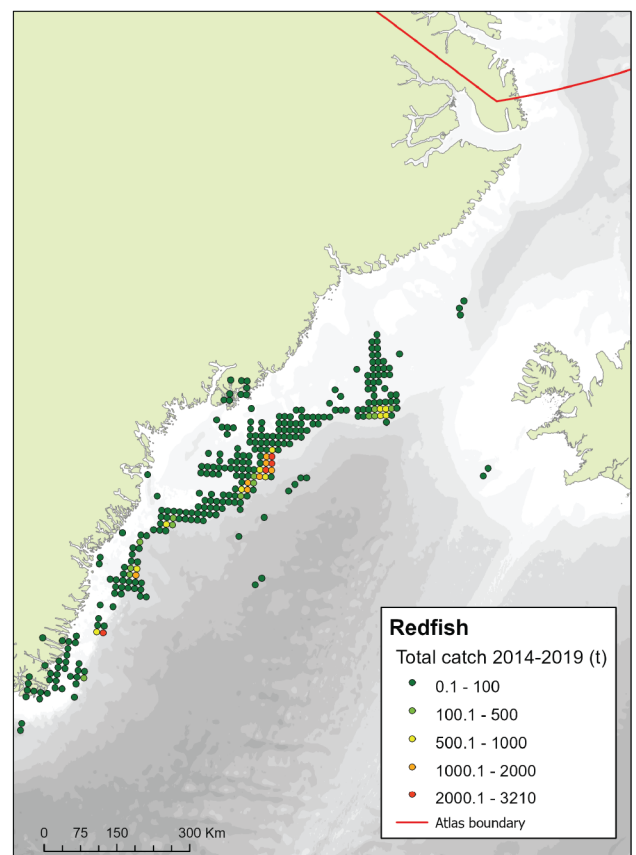 Redfish
Total catch 2014-2019 (t)
0.1 - 100
100.1 - 500
500.1 - 1000
1000.1 - 2000
2000.1 - 3210
Atlas boundary
0 75 150 300 Km